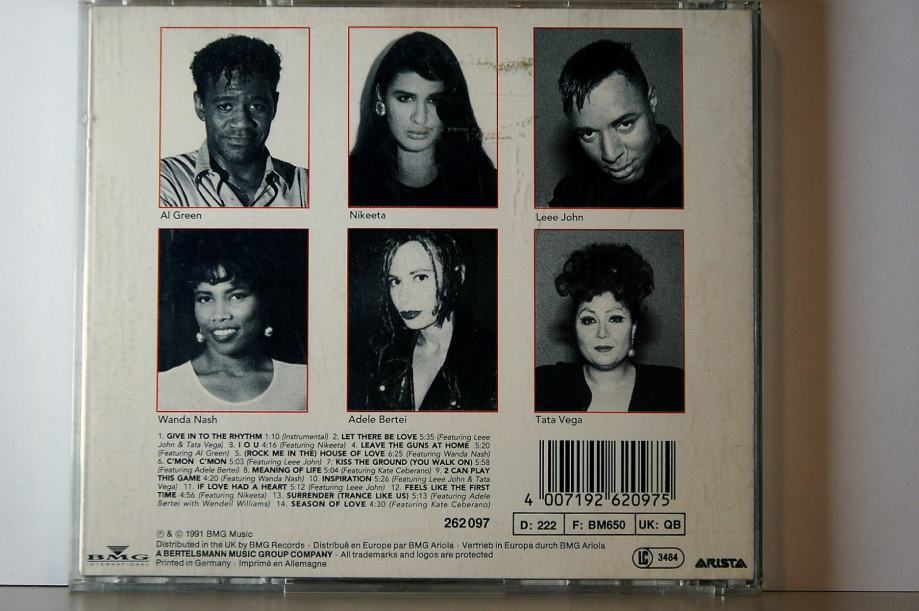 Al Green
Nikeeta
Leee John
Wanda Nash
Adele Bertei
Tata Vega
1. GIVE IN TO THE RHYTHM 1:10 (Instrumental) 2. LET THERE BE LOVE 5:35 (Featuring Leee
John & Tata Vega) 3. I O U 4:16 (Featuring Nikeeta) 4. LEAVE THE GUNS AT HOME 5:20
(Featuring Al Green) 5. (ROCK ME IN THE) HOUSE OF LOVE 6:25 (Featuring Wanda Nash)
6. C'MON C'MON 5:03 (Featuring Leee John) 7. KISS THE GROUND (YOU WALK ON) 5:58
(Featuring Adele Bertei) 8. MEANING OF LIFE 5:04 (Featuring Kate Ceberano) 9. 2 CAN PLAY
THIS GAME 4:20 (Featuring Wanda Nash) 10. INSPIRATION 5:26 (Featuring Leee John & Tata
Vega) 11. IF LOVE HAD A HEART 5:12 (Featuring Leee John) 12. FEELS LIKE THE FIRST
TIME 4:56 (Featuring Nikeeta) 13. SURRENDER (TRANCE LIKE US) 5:13 (Featuring Adele
Bertei with Wendell Williams) 14. SEASON OF LOVE 4:30 (Featuring Kate Ceberano)
262 097
4 007192 620975
D: 222 F: BM650 UK: QB
℗ & © 1991 BMG Music
Distributed in the UK by BMG Records · Distribué en Europe par BMG Ariola · Vertrieb in Europa durch BMG Ariola
A BERTELSMANN MUSIC GROUP COMPANY · All trademarks and logos are protected
Printed in Germany · Imprimé en Allemagne
BMG
INTERNATIONAL
LC 3484
ARISTA